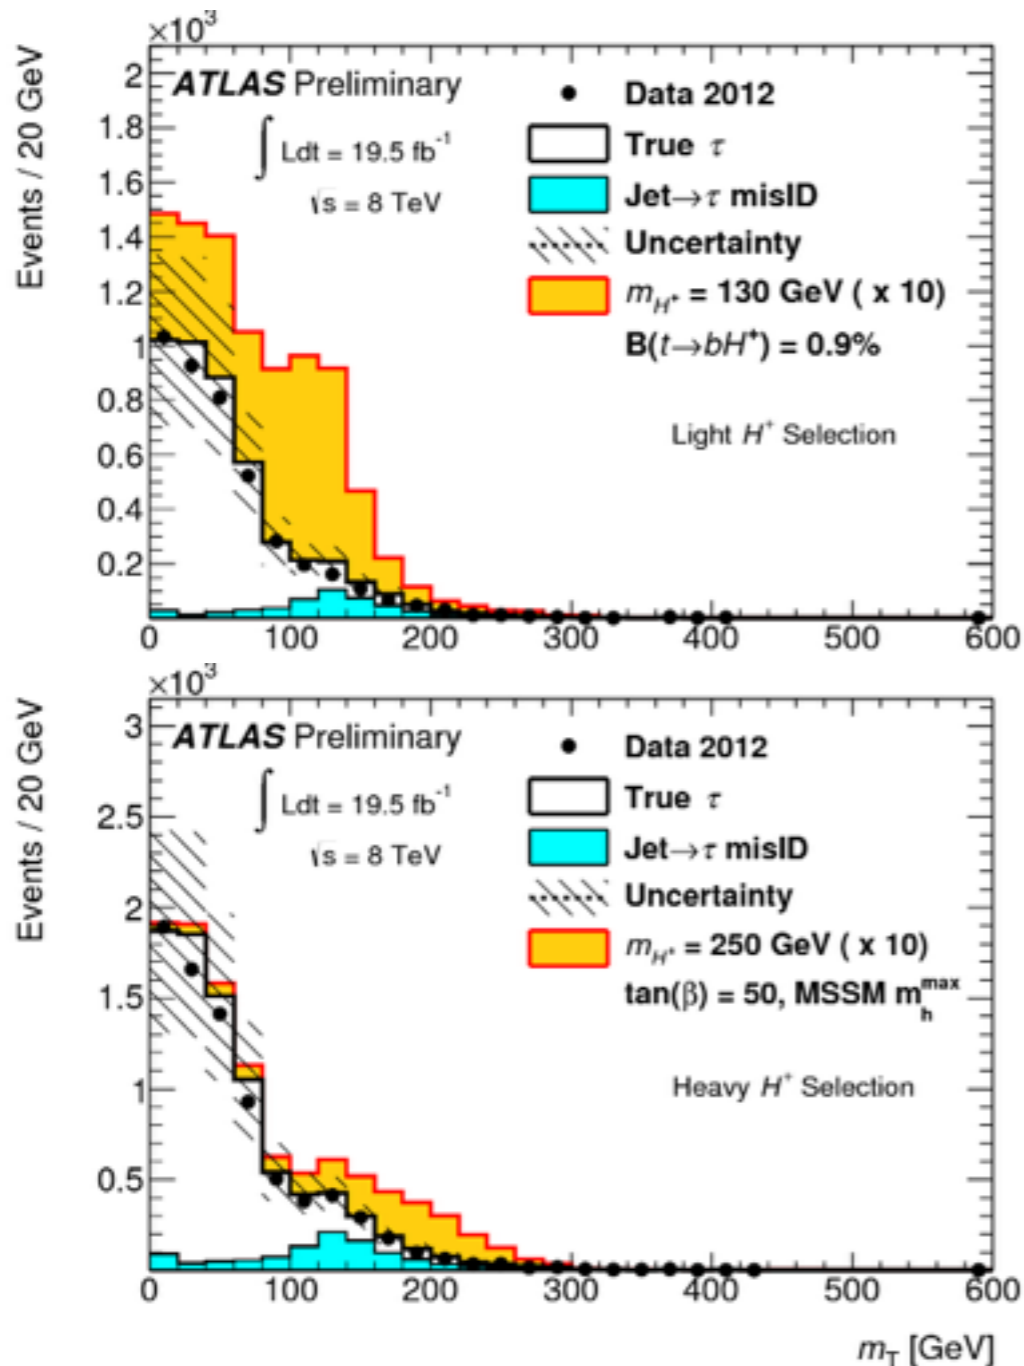 ×10³
Events / 20 GeV
ATLAS Preliminary
∫ Ldt = 19.5 fb⁻¹
√s = 8 TeV
Data 2012
True τ
Jet→τ misID
Uncertainty
m_H⁺ = 130 GeV ( x 10)
B(t→bH⁺) = 0.9%
Light H⁺ Selection
2
1.8
1.6
1.4
1.2
1
0.8
0.6
0.4
0.2
0 100 200 300 400 500 600
×10³
Events / 20 GeV
ATLAS Preliminary
∫ Ldt = 19.5 fb⁻¹
√s = 8 TeV
Data 2012
True τ
Jet→τ misID
Uncertainty
m_H⁺ = 250 GeV ( x 10)
tan(β) = 50, MSSM m_h^max
Heavy H⁺ Selection
3
2.5
2
1.5
1
0.5
0 100 200 300 400 500 600
m_T [GeV]